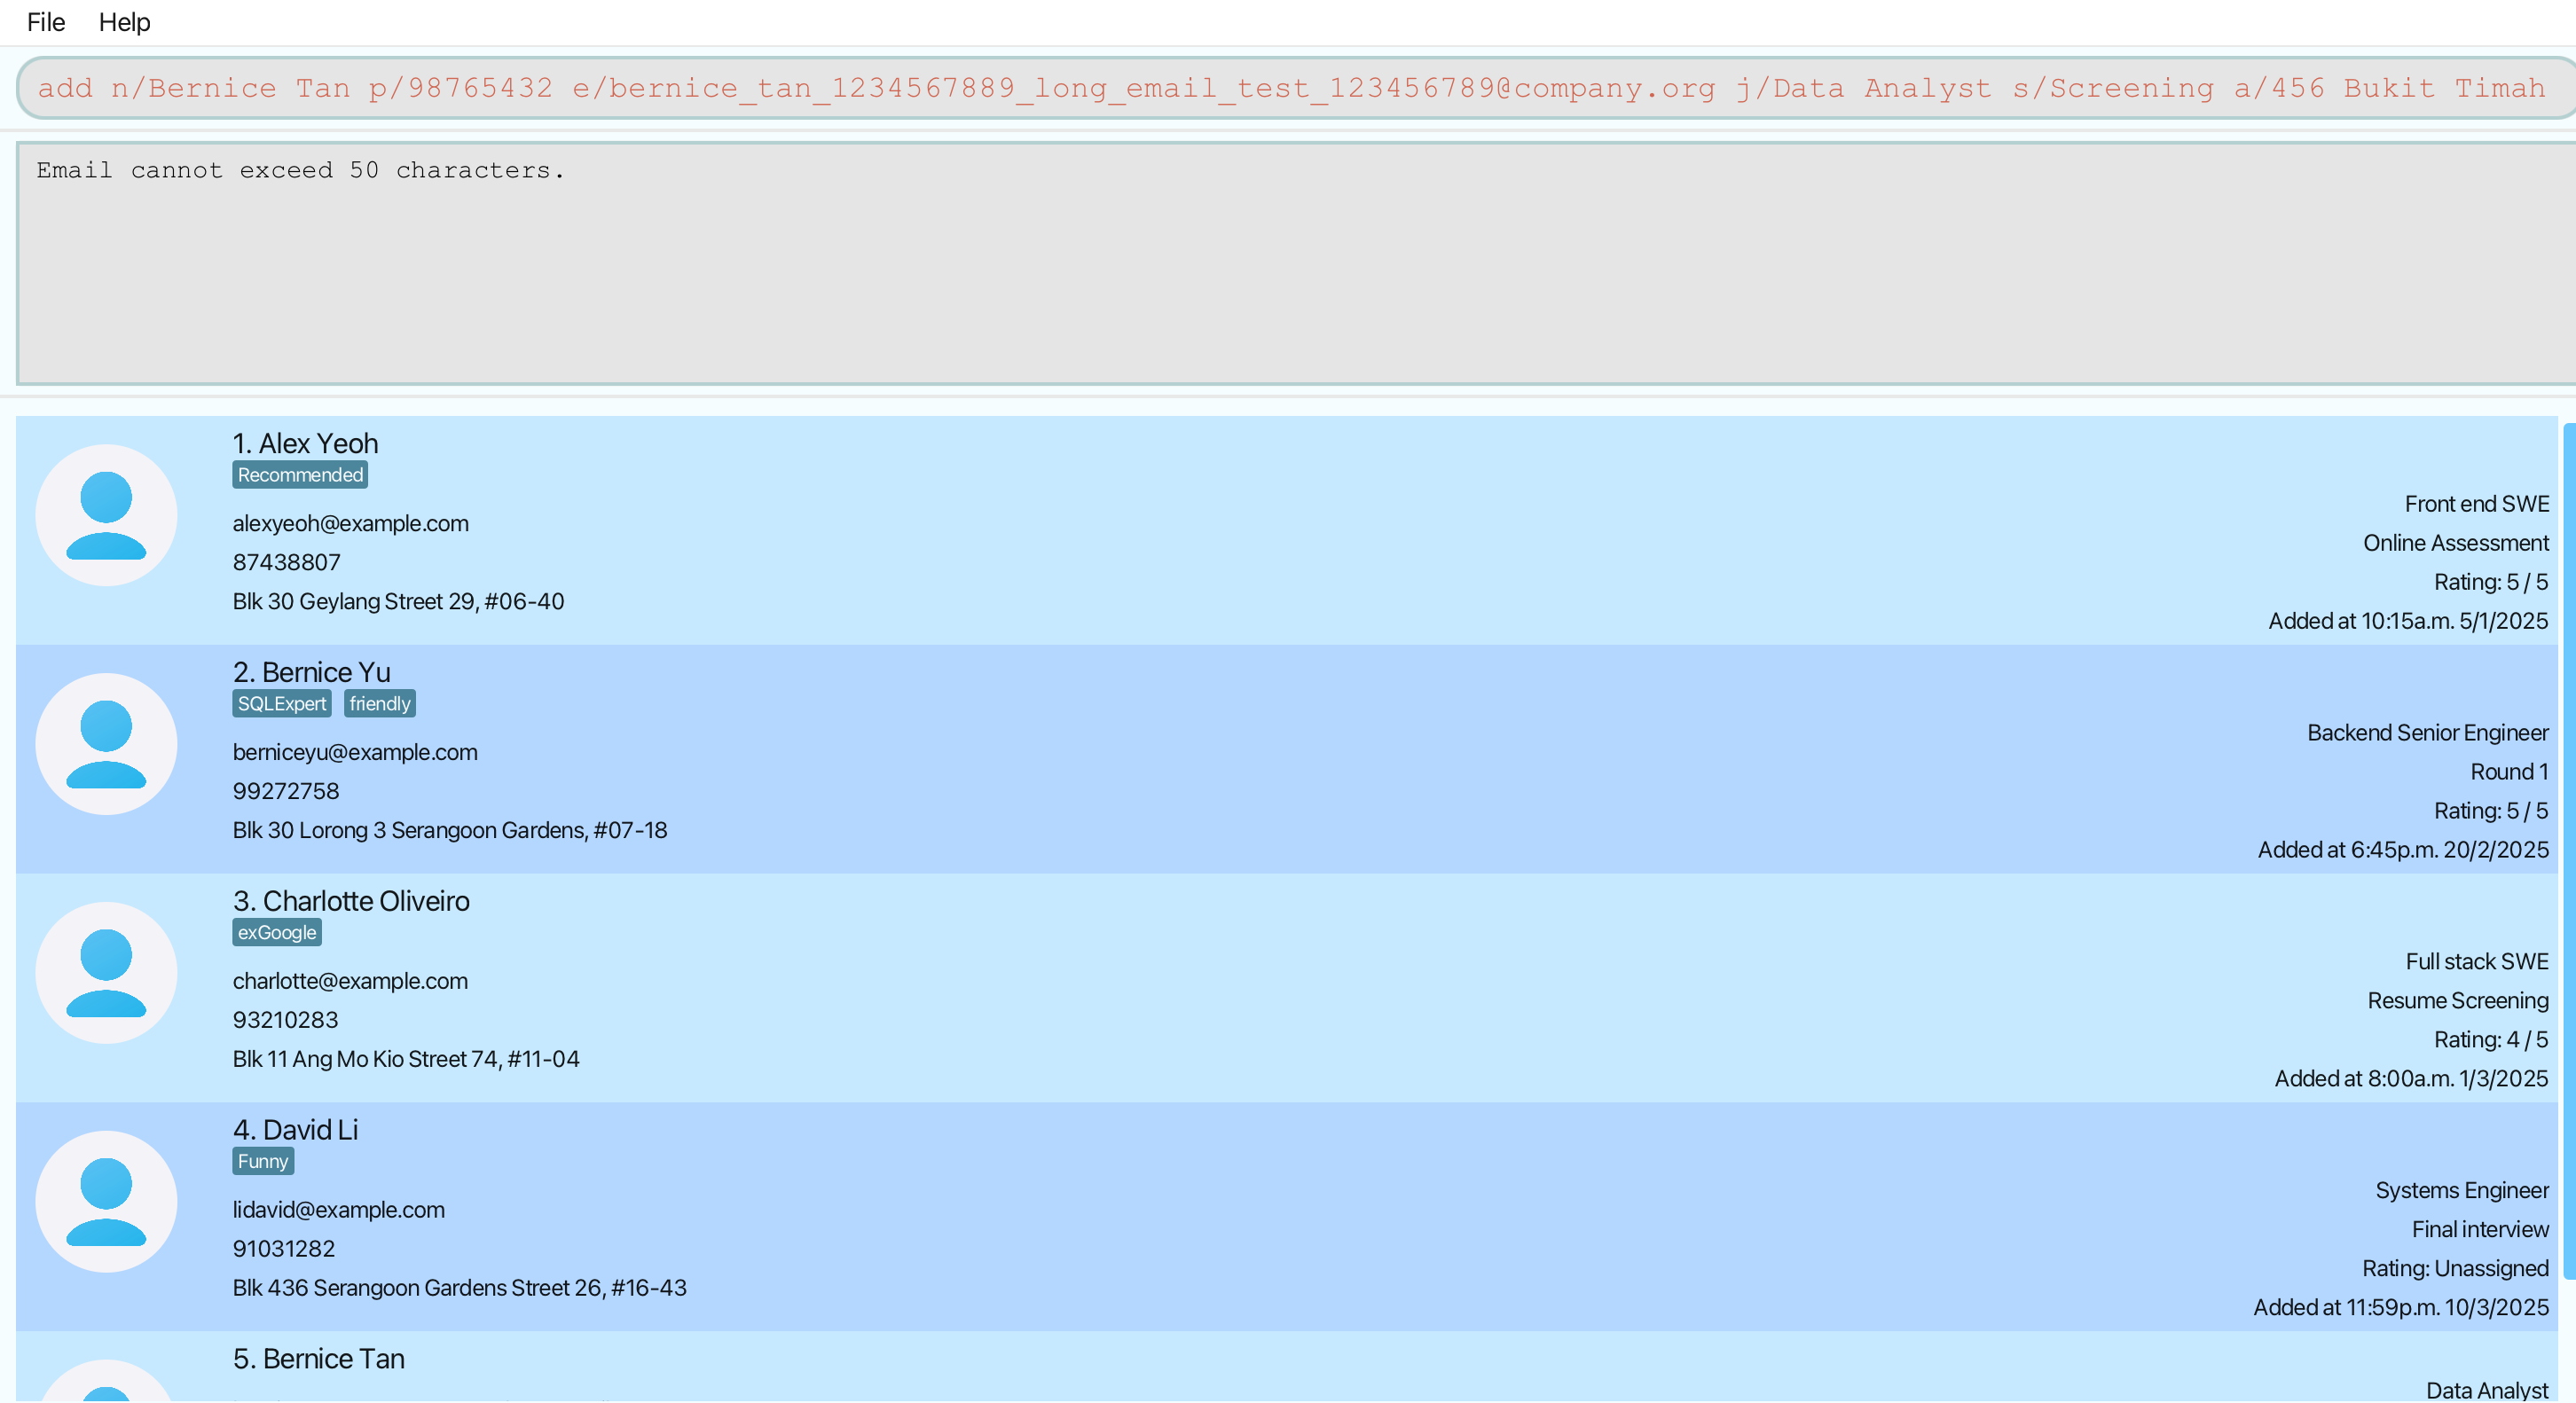 File Help
add n/Bernice Tan p/98765432 e/bernice_tan_1234567889_long_email_test_123456789@company.org j/Data Analyst s/Screening a/456 Bukit Timah
Email cannot exceed 50 characters.
1. Alex Yeoh
Recommended
alexyeoh@example.com
87438807
Blk 30 Geylang Street 29, #06-40
Front end SWE
Online Assessment
Rating: 5 / 5
Added at 10:15a.m. 5/1/2025
2. Bernice Yu
SQLExpert friendly
berniceyu@example.com
99272758
Blk 30 Lorong 3 Serangoon Gardens, #07-18
Backend Senior Engineer
Round 1
Rating: 5 / 5
Added at 6:45p.m. 20/2/2025
3. Charlotte Oliveiro
exGoogle
charlotte@example.com
93210283
Blk 11 Ang Mo Kio Street 74, #11-04
Full stack SWE
Resume Screening
Rating: 4 / 5
Added at 8:00a.m. 1/3/2025
4. David Li
Funny
lidavid@example.com
91031282
Blk 436 Serangoon Gardens Street 26, #16-43
Systems Engineer
Final interview
Rating: Unassigned
Added at 11:59p.m. 10/3/2025
5. Bernice Tan
Data Analyst